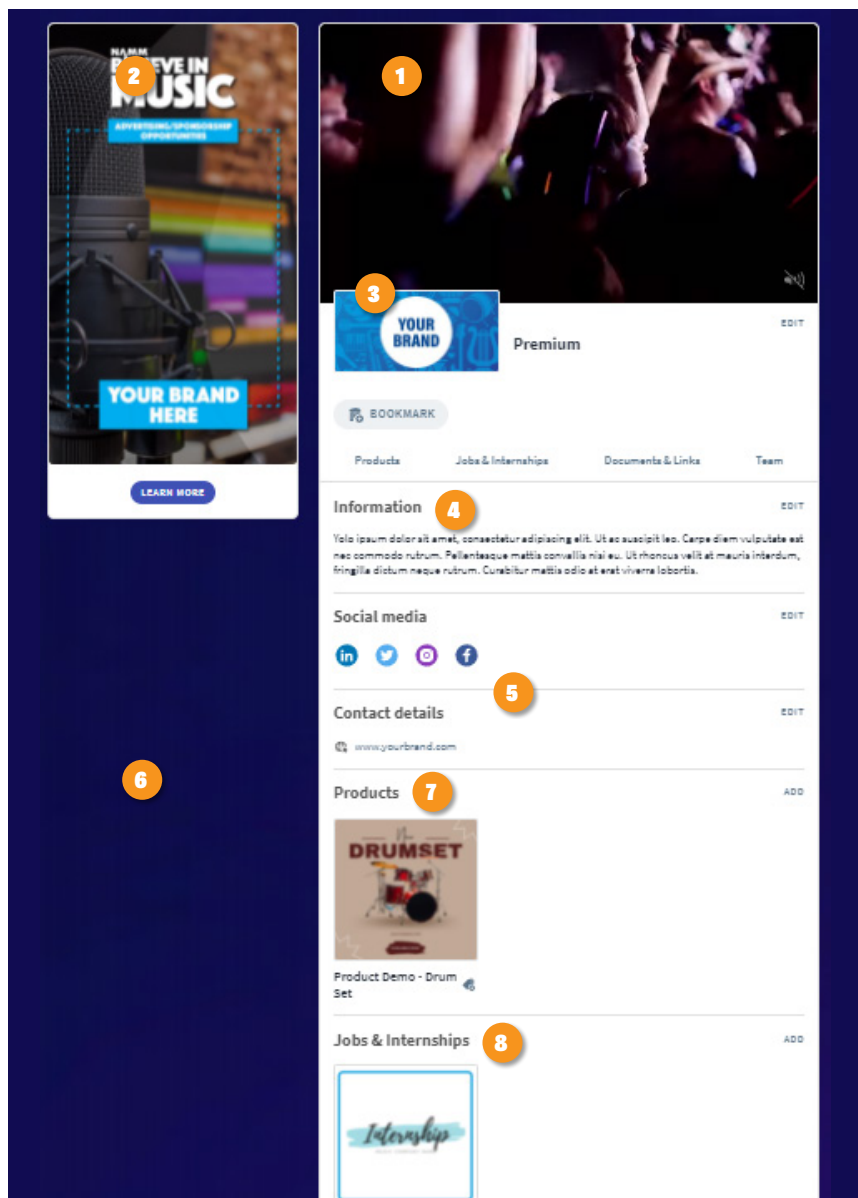 2
NAMM
BELIEVE IN
MUSIC
ADVERTISING/SPONSORSHIP
OPPORTUNITIES
YOUR BRAND
HERE
LEARN MORE
1
3
YOUR
BRAND
Premium
EDIT
BOOKMARK
Products Jobs & Internships Documents & Links Team
Information 4 EDIT
Yolo ipsum dolor sit amet, consectetur adipiscing elit. Ut ac suscipit leo. Carpe diem vulputate est
nec commodo rutrum. Pellentesque mattis convallis nisi eu. Ut rhoncus velit at mauris interdum,
fringilla dictum neque rutrum. Curabitur mattis odio at erat viverra lobortis.
Social media EDIT
in
5
Contact details EDIT
www.yourbrand.com
6
Products 7 ADD
New
DRUMSET
Product Demo - Drum
Set
Jobs & Internships 8 ADD
Internship